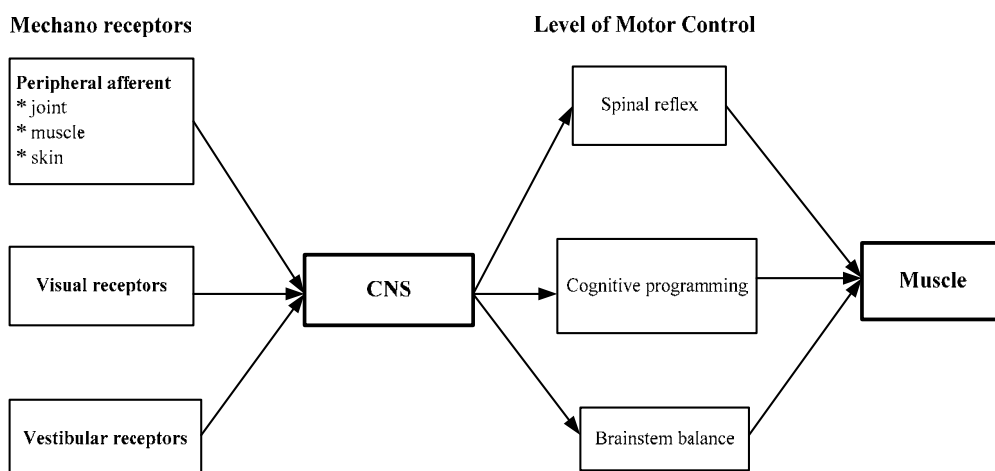 Mechano receptors
Level of Motor Control
Peripheral afferent
* joint
* muscle
* skin
Spinal reflex
Visual receptors
CNS
Cognitive programming
Muscle
Vestibular receptors
Brainstem balance